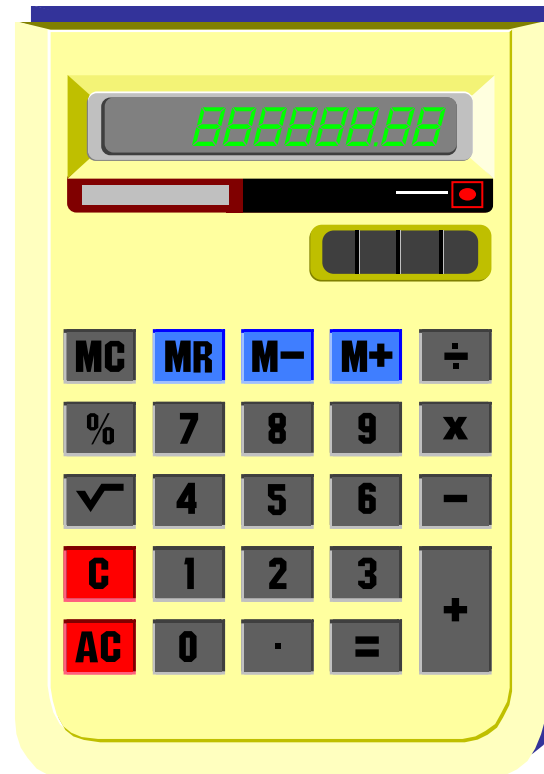 888888.88
MC MR M− M+ ÷
% 7 8 9 x
√ 4 5 6 −
C 1 2 3 +
AC 0 . =